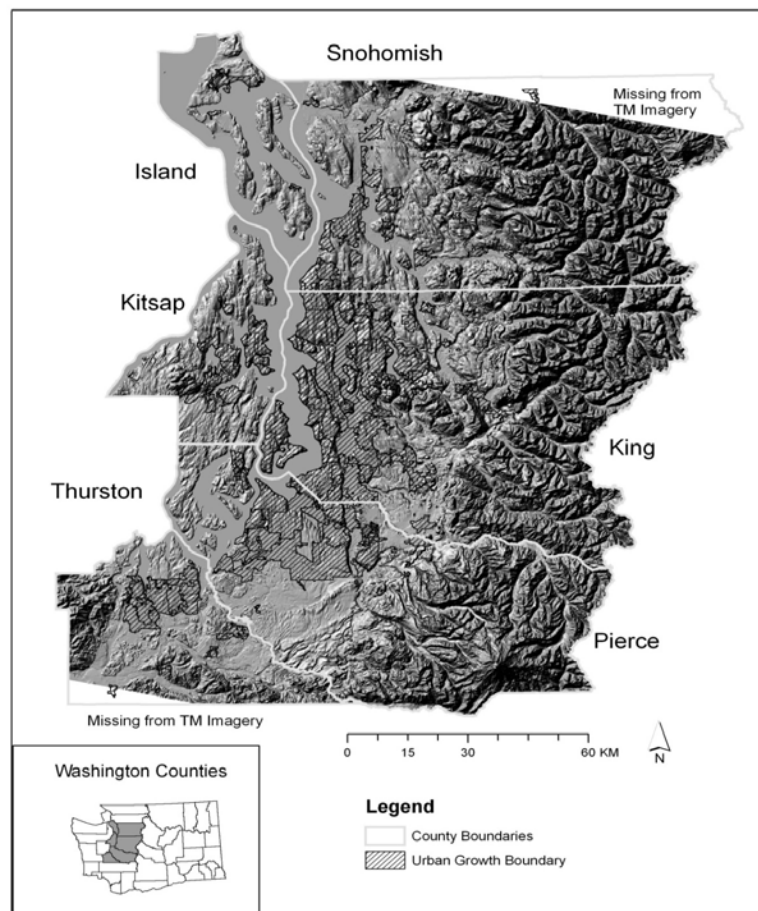 Snohomish
Missing from
TM Imagery
Island
Kitsap
King
Thurston
Pierce
Missing from TM Imagery
0 15 30 60 KM
N
Washington Counties
Legend
County Boundaries
Urban Growth Boundary